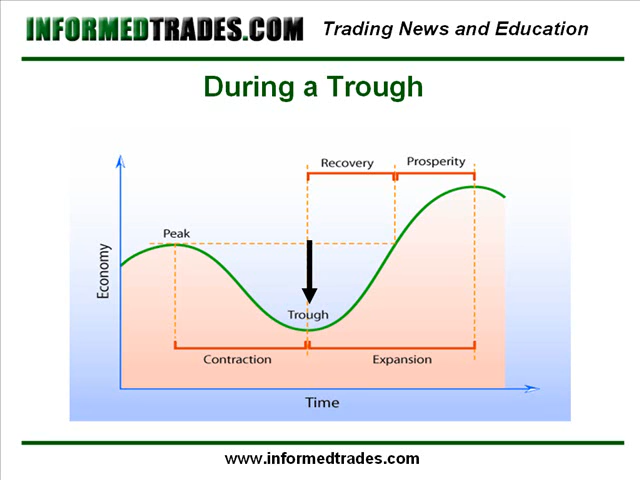 INFORMEDTRADES.COM Trading News and Education
During a Trough
Recovery Prosperity
Peak
Economy
Trough
Contraction Expansion
Time
www.informedtrades.com